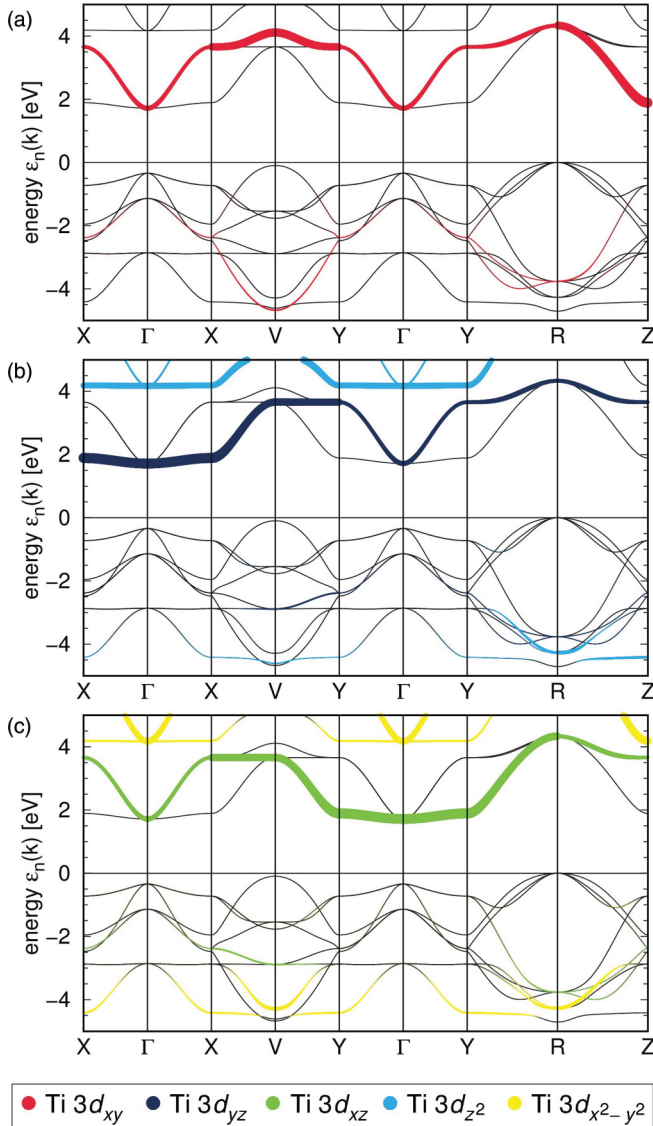 (a)
energy εn(k) [eV]
4
2
0
−2
−4
X Γ X V Y Γ Y R Z
(b)
energy εn(k) [eV]
4
2
0
−2
−4
X Γ X V Y Γ Y R Z
(c)
energy εn(k) [eV]
4
2
0
−2
−4
X Γ X V Y Γ Y R Z
Ti 3dxy Ti 3dyz Ti 3dxz Ti 3dz² Ti 3dx²−y²